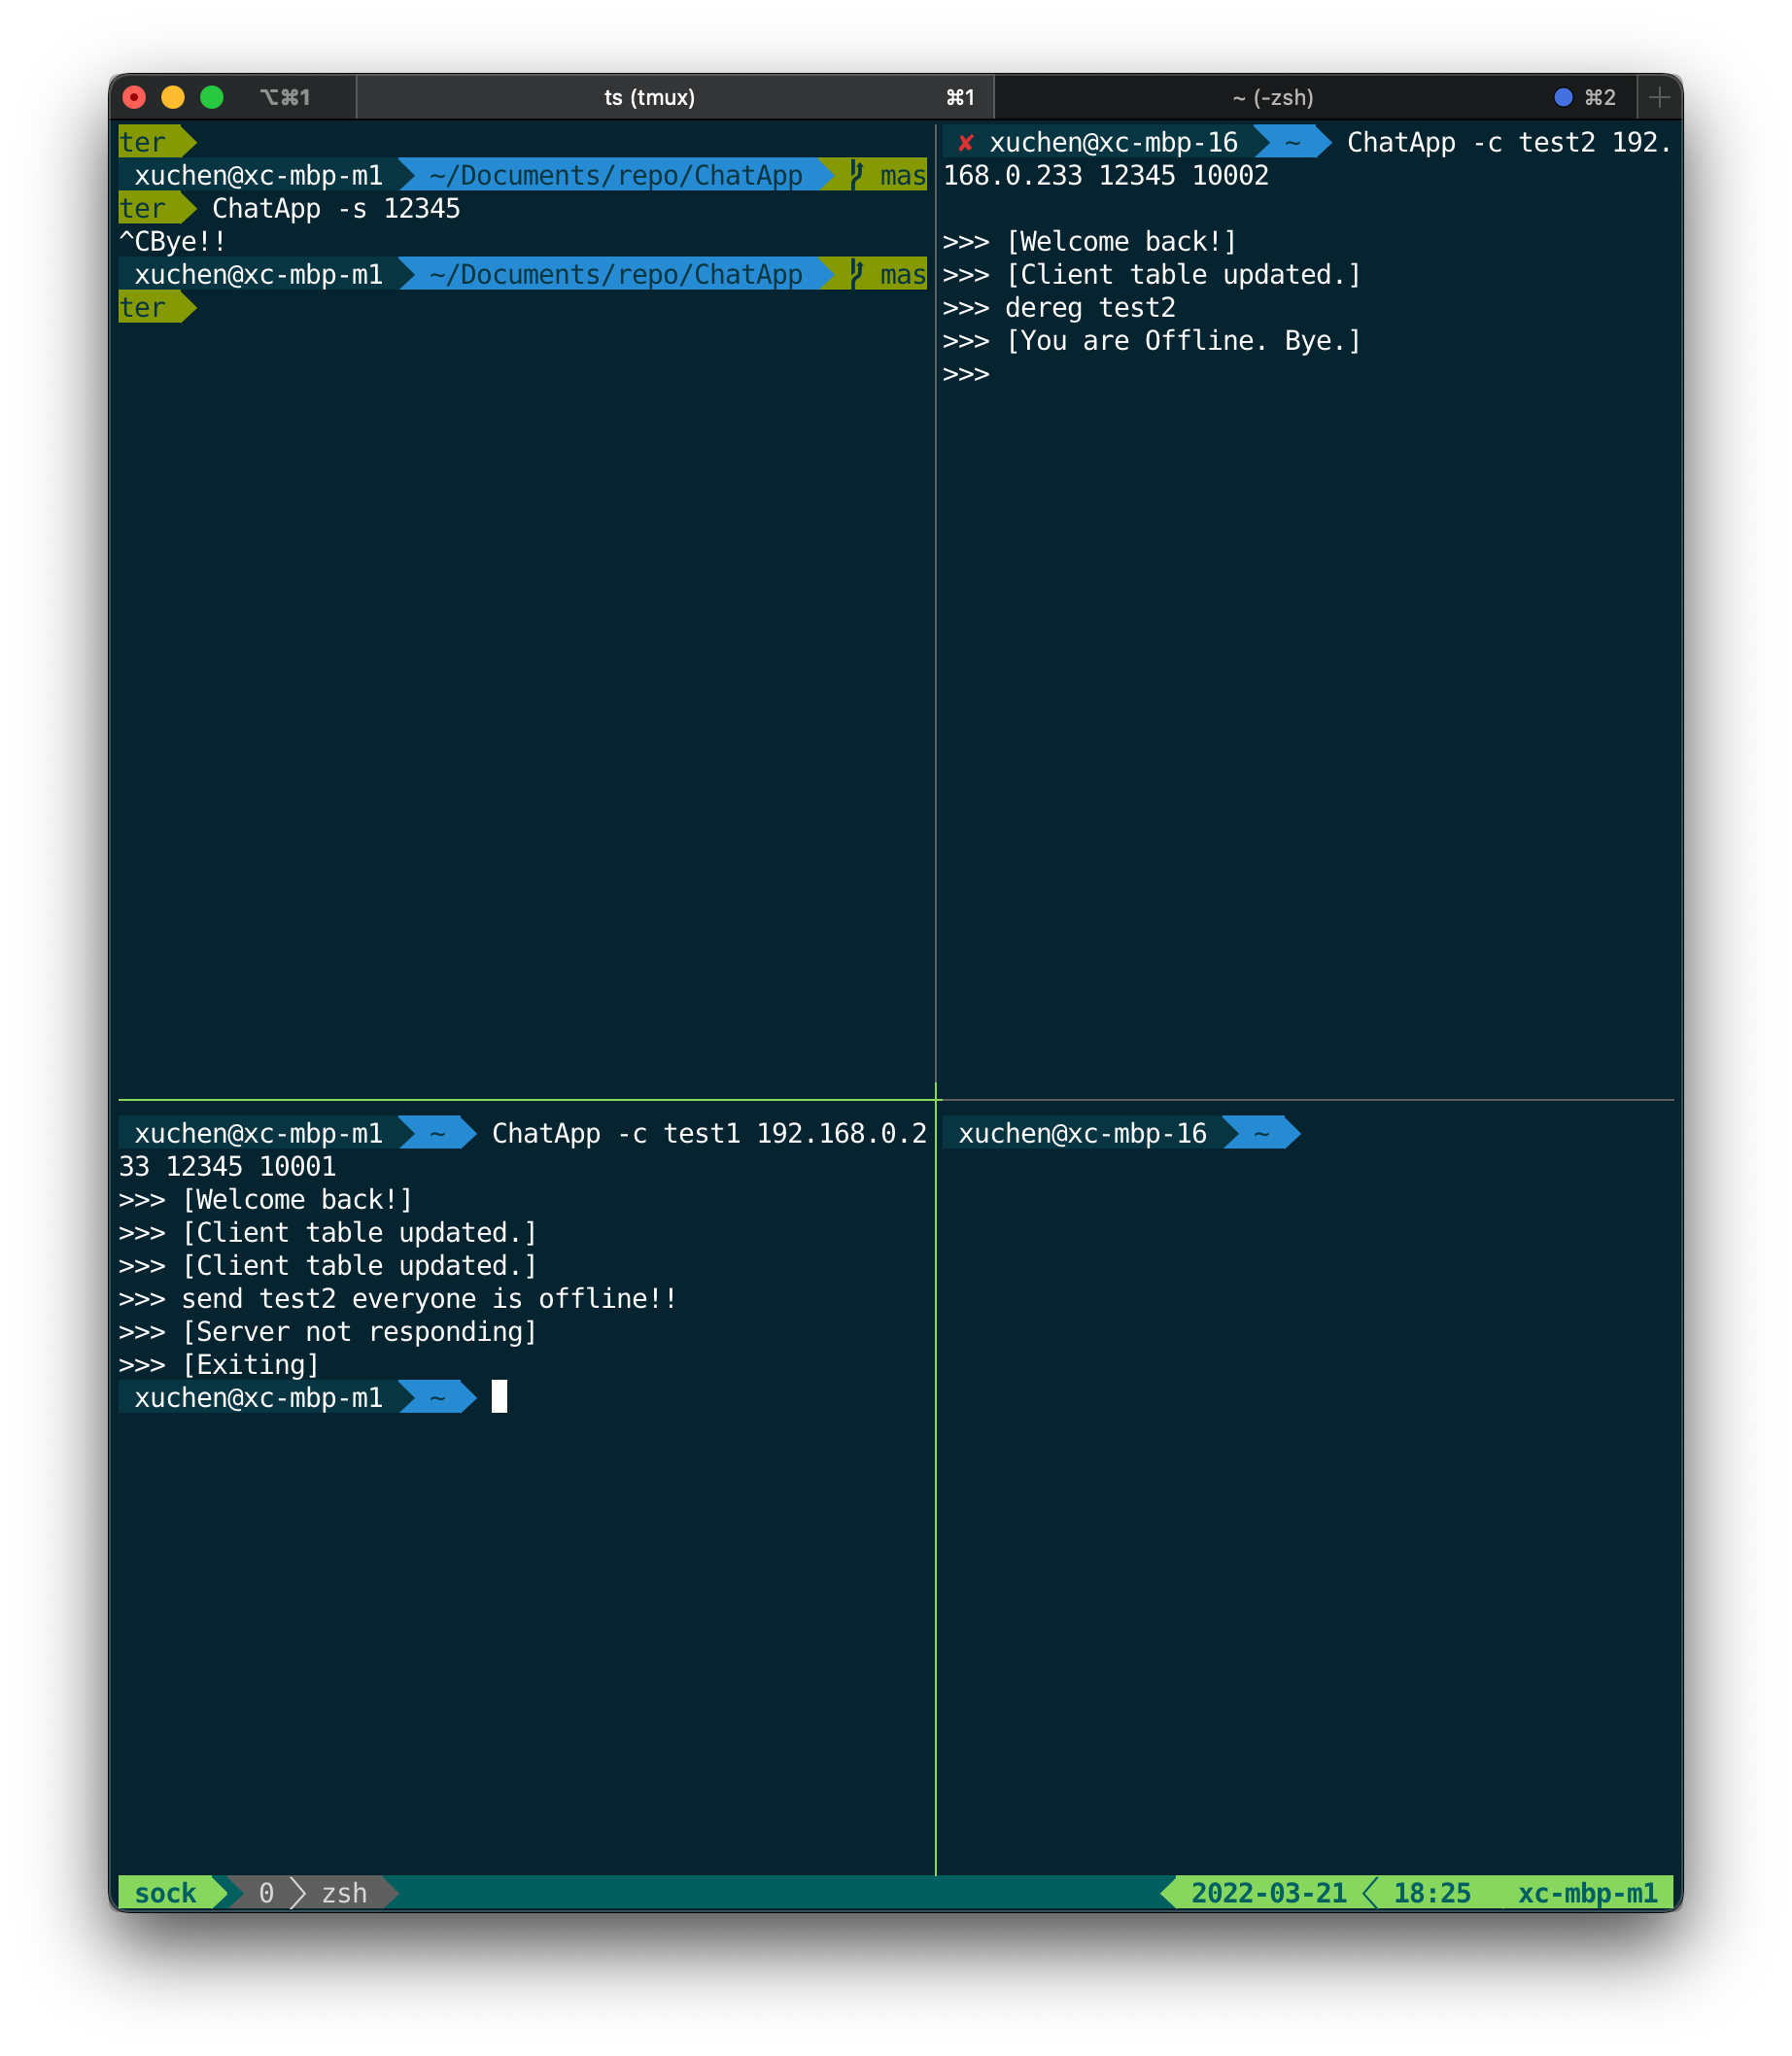 ⌥⌘1
ts (tmux) ⌘1
~ (-zsh) ⌘2
ter
xuchen@xc-mbp-m1 ~/Documents/repo/ChatApp mas
ter ChatApp -s 12345
^CBye!!
xuchen@xc-mbp-m1 ~/Documents/repo/ChatApp mas
ter
✘ xuchen@xc-mbp-16 ~ ChatApp -c test2 192.
168.0.233 12345 10002
>>> [Welcome back!]
>>> [Client table updated.]
>>> dereg test2
>>> [You are Offline. Bye.]
>>>
xuchen@xc-mbp-m1 ~ ChatApp -c test1 192.168.0.2
33 12345 10001
>>> [Welcome back!]
>>> [Client table updated.]
>>> [Client table updated.]
>>> send test2 everyone is offline!!
>>> [Server not responding]
>>> [Exiting]
xuchen@xc-mbp-m1 ~
xuchen@xc-mbp-16 ~
sock 0 zsh 2022-03-21 18:25 xc-mbp-m1